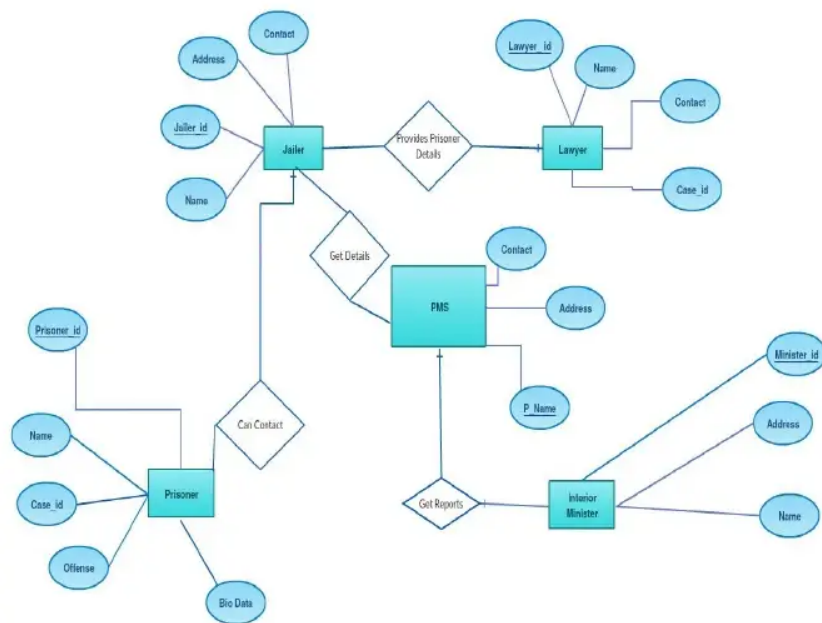 Contact
Address
Jailer_id
Name
Jailer
Provides Prisoner
Details
Lawyer_id
Name
Contact
Lawyer
Case_id
Get Details
Contact
PMS
Address
P_Name
Prisoner_id
Name
Case_id
Offense
Prisoner
Bio Data
Can Contact
Get Reports
Minister_id
Address
Interior
Minister
Name